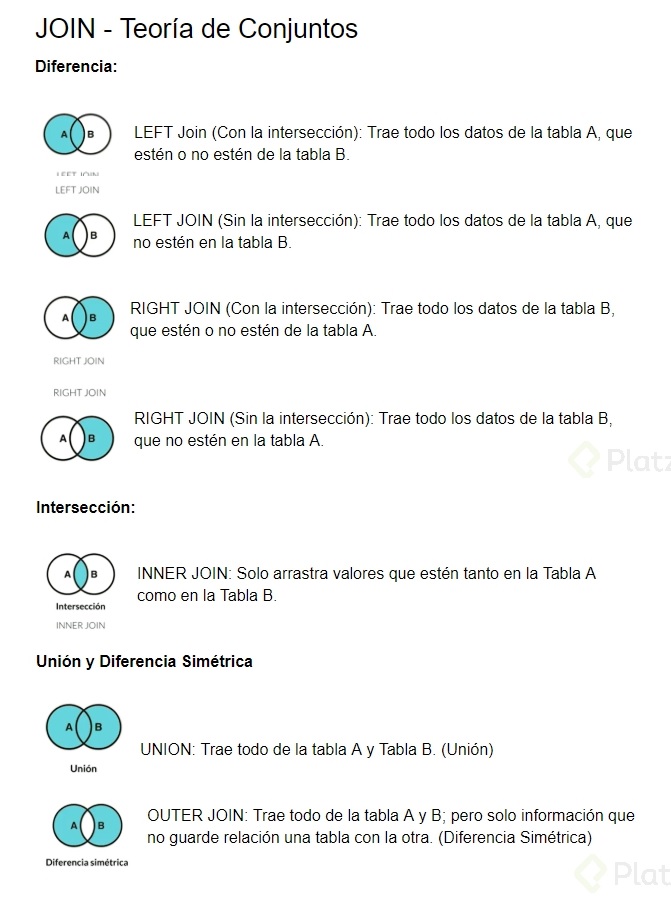 JOIN - Teoría de Conjuntos
Diferencia:
A B
LEFT Join (Con la intersección): Trae todo los datos de la tabla A, que
estén o no estén de la tabla B.
LEFT JOIN
LEFT JOIN
A B
LEFT JOIN (Sin la intersección): Trae todo los datos de la tabla A, que
no estén en la tabla B.
A B
RIGHT JOIN (Con la intersección): Trae todo los datos de la tabla B,
que estén o no estén de la tabla A.
RIGHT JOIN
RIGHT JOIN
A B
RIGHT JOIN (Sin la intersección): Trae todo los datos de la tabla B,
que no estén en la tabla A.
Platz
Intersección:
A B
INNER JOIN: Solo arrastra valores que estén tanto en la Tabla A
como en la Tabla B.
Intersección
INNER JOIN
Unión y Diferencia Simétrica
A B
UNION: Trae todo de la tabla A y Tabla B. (Unión)
Unión
A B
OUTER JOIN: Trae todo de la tabla A y B; pero solo información que
no guarde relación una tabla con la otra. (Diferencia Simétrica)
Diferencia simétrica
Plat